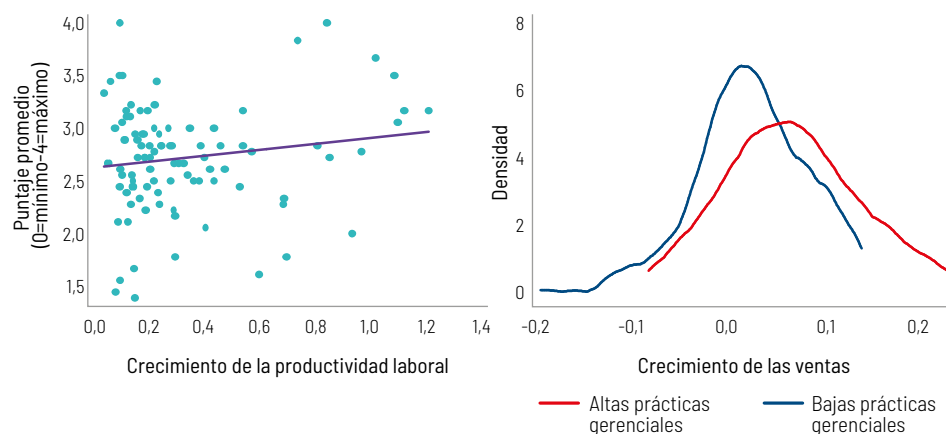 Puntaje promedio
(0=mínimo-4=máximo)
4,0
3,5
3,0
2,5
2,0
1,5
0,0 0,2 0,4 0,6 0,8 1,0 1,2 1,4
Crecimiento de la productividad laboral
Densidad
8
6
4
2
0
-0,2 -0,1 0,0 0,1 0,2
Crecimiento de las ventas
Altas prácticas
gerenciales
Bajas prácticas
gerenciales